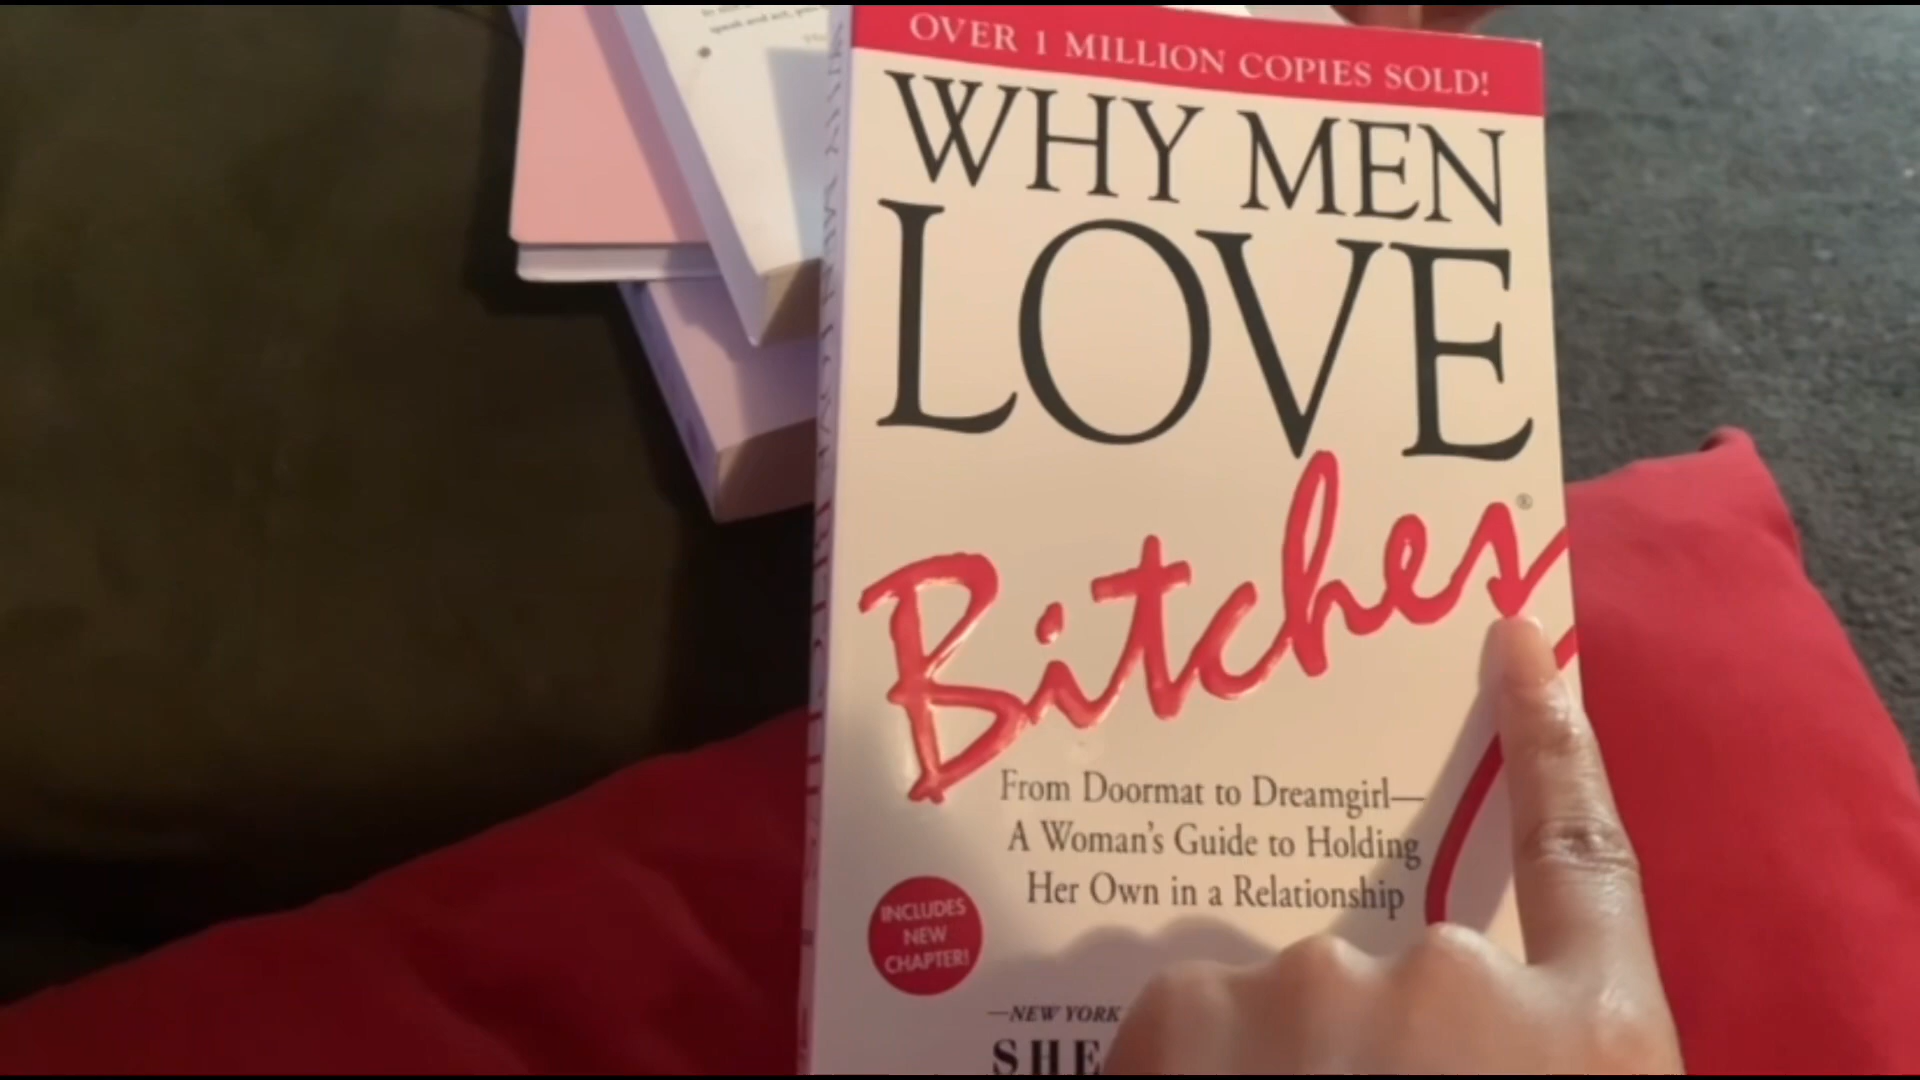 OVER 1 MILLION COPIES SOLD!
WHY MEN
LOVE
Bitches®
From Doormat to Dreamgirl—
A Woman's Guide to Holding
Her Own in a Relationship
INCLUDES
NEW
CHAPTER!
—NEW YORK
SHE